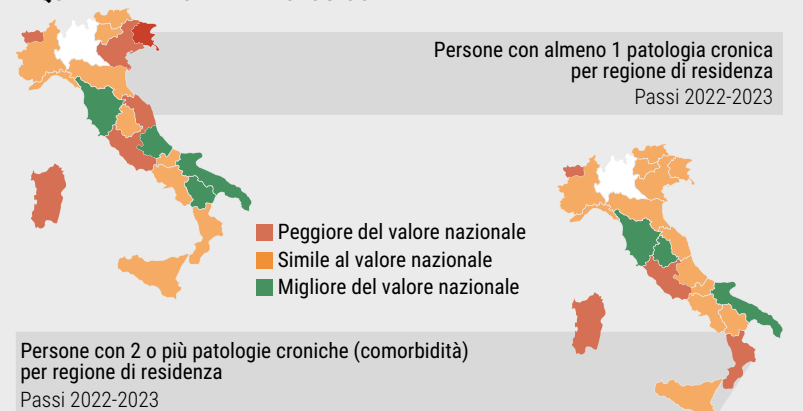 Persone con almeno 1 patologia cronica
per regione di residenza
Passi 2022-2023
Peggiore del valore nazionale
Simile al valore nazionale
Migliore del valore nazionale
Persone con 2 o più patologie croniche (comorbidità)
per regione di residenza
Passi 2022-2023